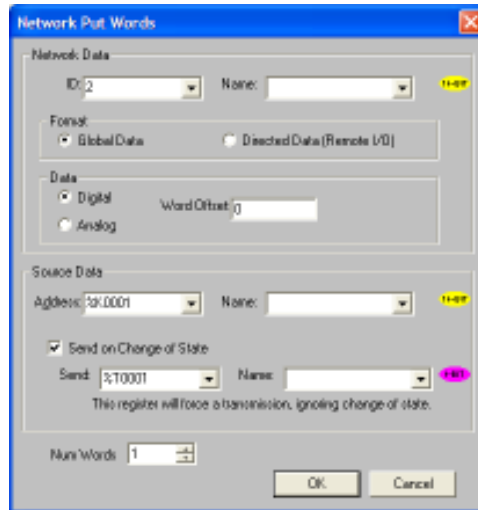 Network Put Words
Network Data
ID: 2 Name:
Format
Global Data Directed Data (Remote I/O)
Data
Digital Word Offset: 0
Analog
Source Data
Address: %K0001 Name:
Send on Change of State
Send: %T0001 Name:
This register will force a transmission, ignoring change of state.
Num Words 1
OK Cancel